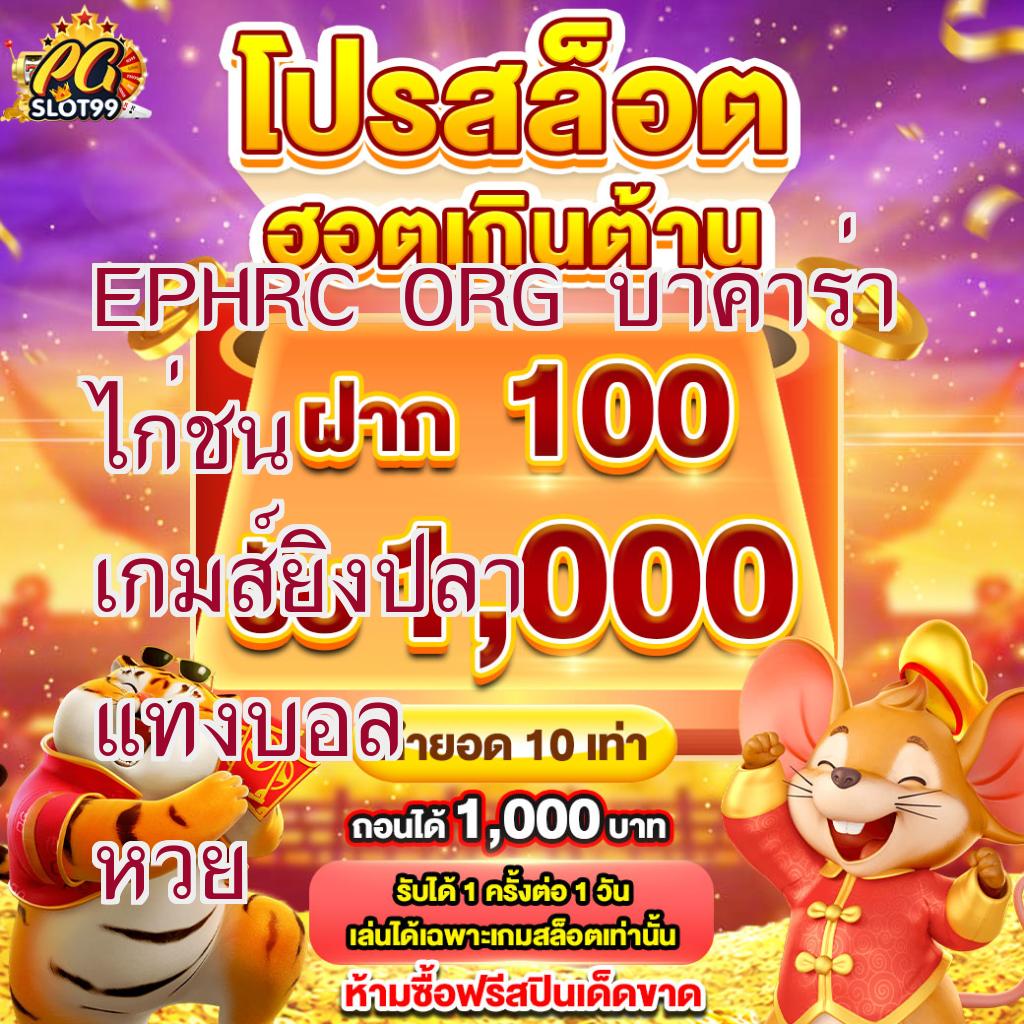 PG
SLOT99
โปรสล็อต
ฮอตเกินต้าน
EPHRC ORG บาคาร่า
ไก่ชน
ฝาก 100
เกมส์ยิงปลา
1,000
แทงบอล
ทำยอด 10 เท่า
ถอนได้ 1,000 บาท
หวย
รับได้ 1 ครั้งต่อ 1 วัน
เล่นได้เฉพาะเกมสล็อตเท่านั้น
ห้ามซื้อฟรีสปินเด็ดขาด